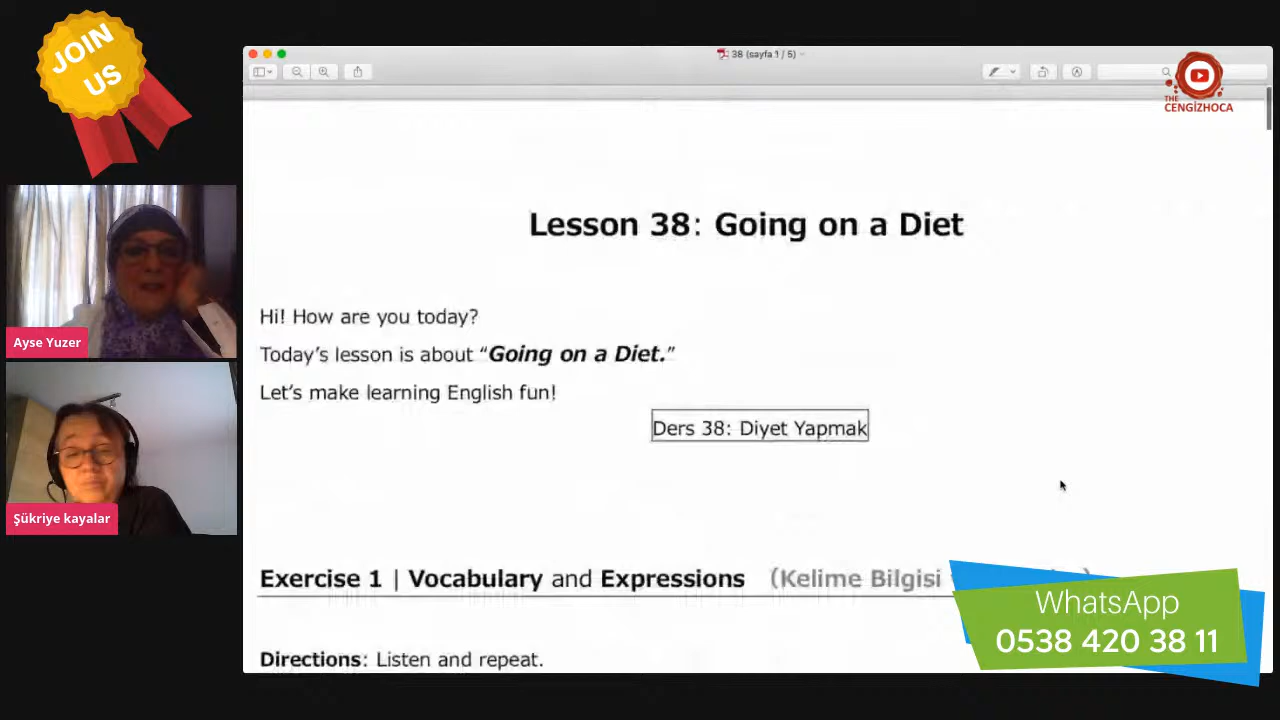 JOIN
US
38 (sayfa 1 / 5)
THE
CENGİZHOCA
Lesson 38: Going on a Diet
Hi! How are you today?
Today's lesson is about “Going on a Diet.”
Let's make learning English fun!
Ders 38: Diyet Yapmak
Ayse Yuzer
Şükriye kayalar
Exercise 1 | Vocabulary and Expressions (Kelime Bilgisi
Directions: Listen and repeat.
WhatsApp
0538 420 38 11